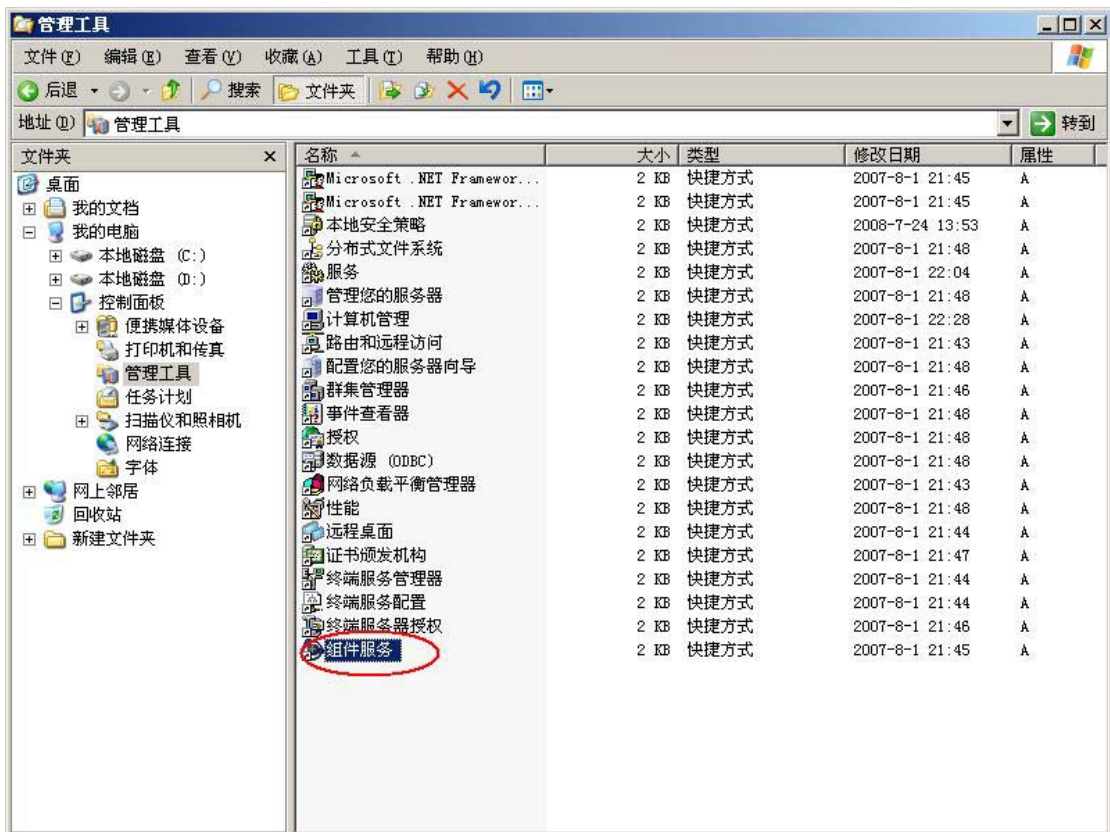 管理工具
文件(F) 编辑(E) 查看(V) 收藏(A) 工具(T) 帮助(H)
后退 搜索 文件夹
地址(D) 管理工具 转到
文件夹 x
桌面
我的文档
我的电脑
本地磁盘 (C:)
本地磁盘 (D:)
控制面板
便携媒体设备
打印机和传真
管理工具
任务计划
扫描仪和照相机
网络连接
字体
网上邻居
回收站
新建文件夹
名称 大小 类型 修改日期 属性
Microsoft .NET Framewor... 2 KB 快捷方式 2007-8-1 21:45 A
Microsoft .NET Framewor... 2 KB 快捷方式 2007-8-1 21:45 A
本地安全策略 2 KB 快捷方式 2008-7-24 13:53 A
分布式文件系统 2 KB 快捷方式 2007-8-1 21:48 A
服务 2 KB 快捷方式 2007-8-1 22:04 A
管理您的服务器 2 KB 快捷方式 2007-8-1 21:48 A
计算机管理 2 KB 快捷方式 2007-8-1 22:28 A
路由和远程访问 2 KB 快捷方式 2007-8-1 21:43 A
配置您的服务器向导 2 KB 快捷方式 2007-8-1 21:48 A
群集管理器 2 KB 快捷方式 2007-8-1 21:46 A
事件查看器 2 KB 快捷方式 2007-8-1 21:48 A
授权 2 KB 快捷方式 2007-8-1 21:48 A
数据源 (ODBC) 2 KB 快捷方式 2007-8-1 21:48 A
网络负载平衡管理器 2 KB 快捷方式 2007-8-1 21:43 A
性能 2 KB 快捷方式 2007-8-1 21:48 A
远程桌面 2 KB 快捷方式 2007-8-1 21:44 A
证书颁发机构 2 KB 快捷方式 2007-8-1 21:47 A
终端服务管理器 2 KB 快捷方式 2007-8-1 21:44 A
终端服务配置 2 KB 快捷方式 2007-8-1 21:44 A
终端服务器授权 2 KB 快捷方式 2007-8-1 21:46 A
组件服务 2 KB 快捷方式 2007-8-1 21:45 A